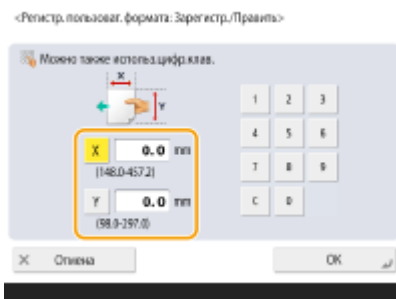 <Регистр. пользоват. формата: Зарегистр./Править>
Можно также использ.цифр.клав.
X
Y
1 2 3
4 5 6
7 8 9
C 0
X 0.0 mm
(148.0-457.2)
Y 0.0 mm
(98.0-297.0)
× Отмена
OK